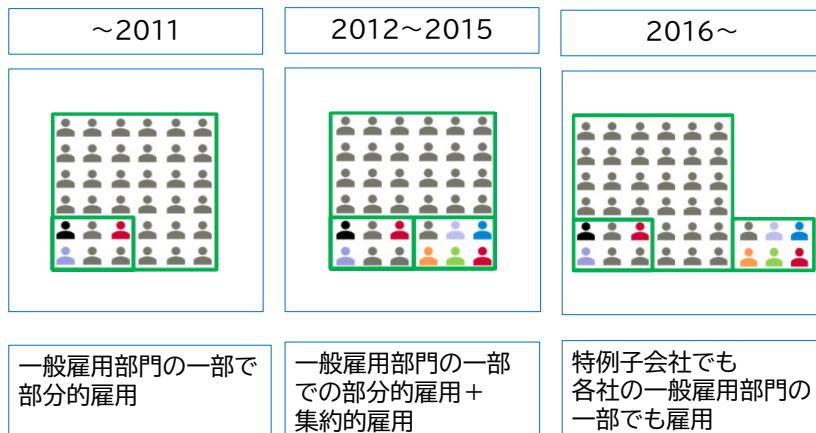 ～2011
2012～2015
2016～
一般雇用部門の一部で
部分的雇用
一般雇用部門の一部
での部分的雇用＋
集約的雇用
特例子会社でも
各社の一般雇用部門の
一部でも雇用